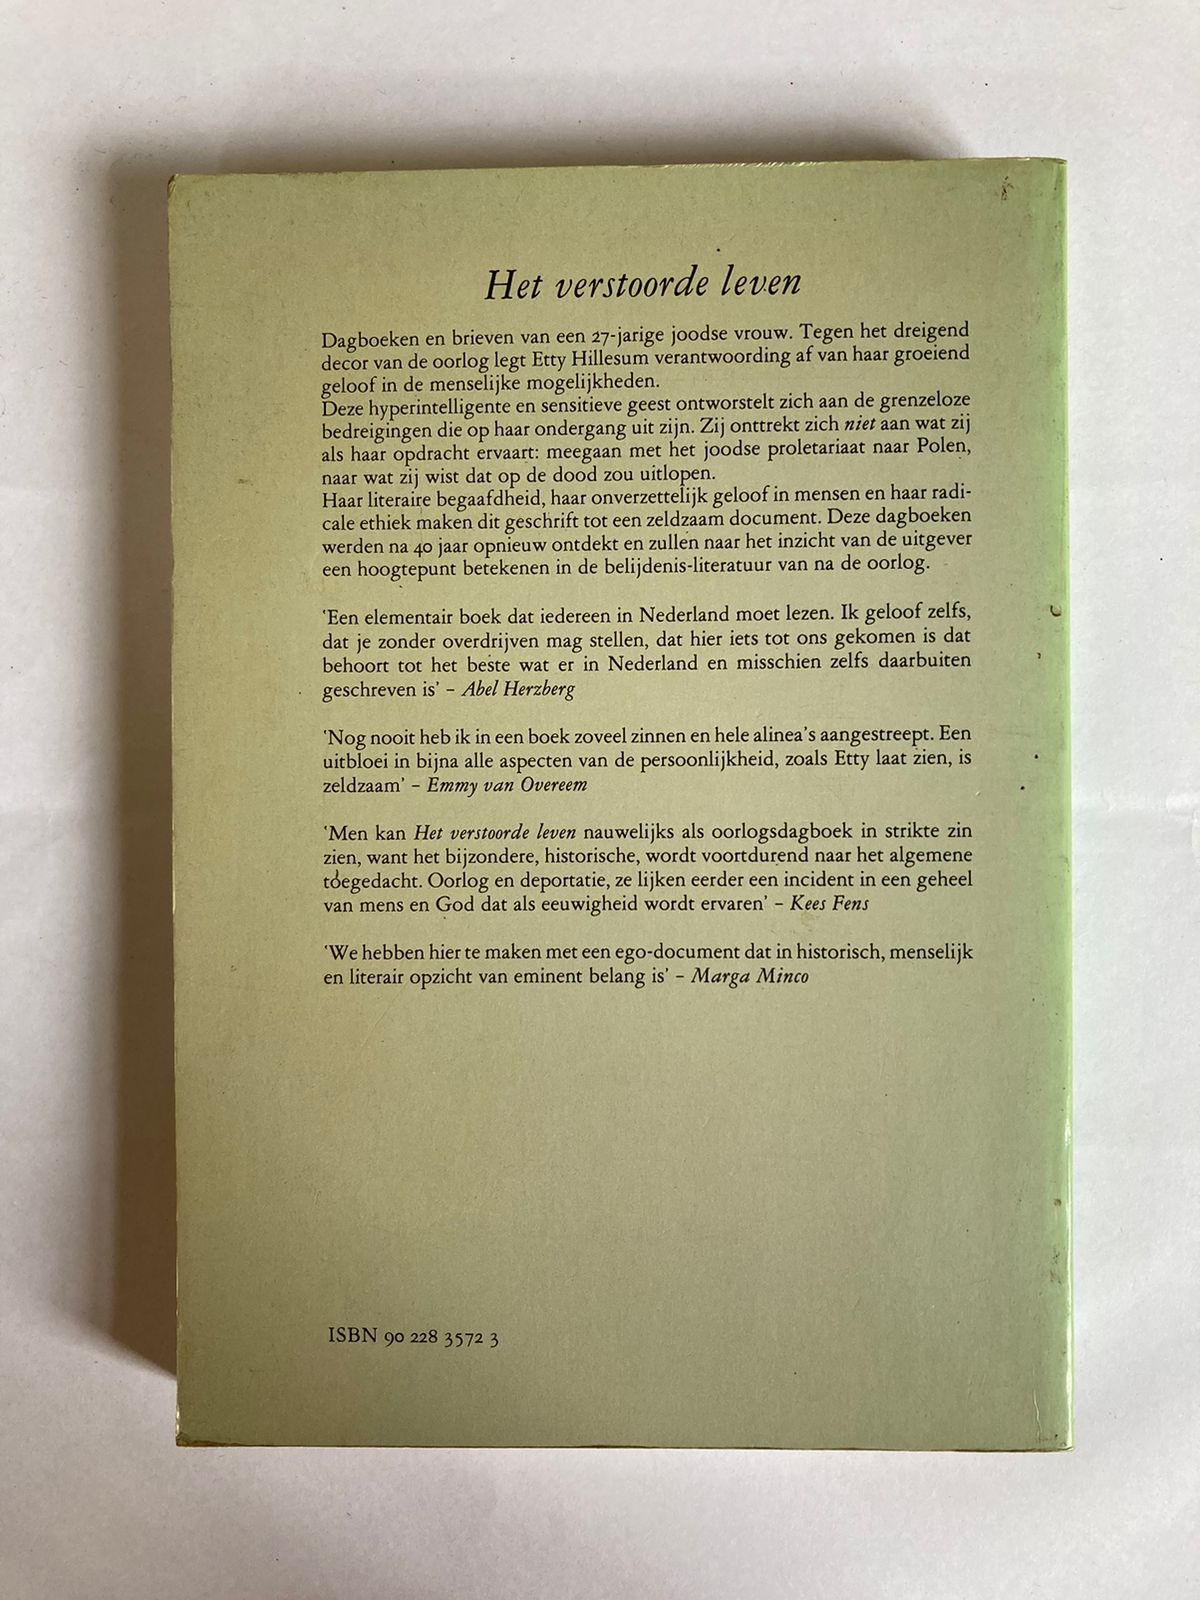 Het verstoorde leven
Dagboeken en brieven van een 27-jarige joodse vrouw. Tegen het dreigend
decor van de oorlog legt Etty Hillesum verantwoording af van haar groeiend
geloof in de menselijke mogelijkheden.
Deze hyperintelligente en sensitieve geest ontworstelt zich aan de grenzeloze
bedreigingen die op haar ondergang uit zijn. Zij onttrekt zich niet aan wat zij
als haar opdracht ervaart: meegaan met het joodse proletariaat naar Polen,
naar wat zij wist dat op de dood zou uitlopen.
Haar literaire begaafdheid, haar onverzettelijk geloof in mensen en haar radi-
cale ethiek maken dit geschrift tot een zeldzaam document. Deze dagboeken
werden na 40 jaar opnieuw ontdekt en zullen naar het inzicht van de uitgever
een hoogtepunt betekenen in de belijdenis-literatuur van na de oorlog.
'Een elementair boek dat iedereen in Nederland moet lezen. Ik geloof zelfs,
dat je zonder overdrijven mag stellen, dat hier iets tot ons gekomen is dat
behoort tot het beste wat er in Nederland en misschien zelfs daarbuiten
geschreven is' – Abel Herzberg
'Nog nooit heb ik in een boek zoveel zinnen en hele alinea's aangestreept. Een
uitbloei in bijna alle aspecten van de persoonlijkheid, zoals Etty laat zien, is
zeldzaam' – Emmy van Overeem
'Men kan Het verstoorde leven nauwelijks als oorlogsdagboek in strikte zin
zien, want het bijzondere, historische, wordt voortdurend naar het algemene
toegedacht. Oorlog en deportatie, ze lijken eerder een incident in een geheel
van mens en God dat als eeuwigheid wordt ervaren' – Kees Fens
'We hebben hier te maken met een ego-document dat in historisch, menselijk
en literair opzicht van eminent belang is' – Marga Minco
ISBN 90 228 3572 3